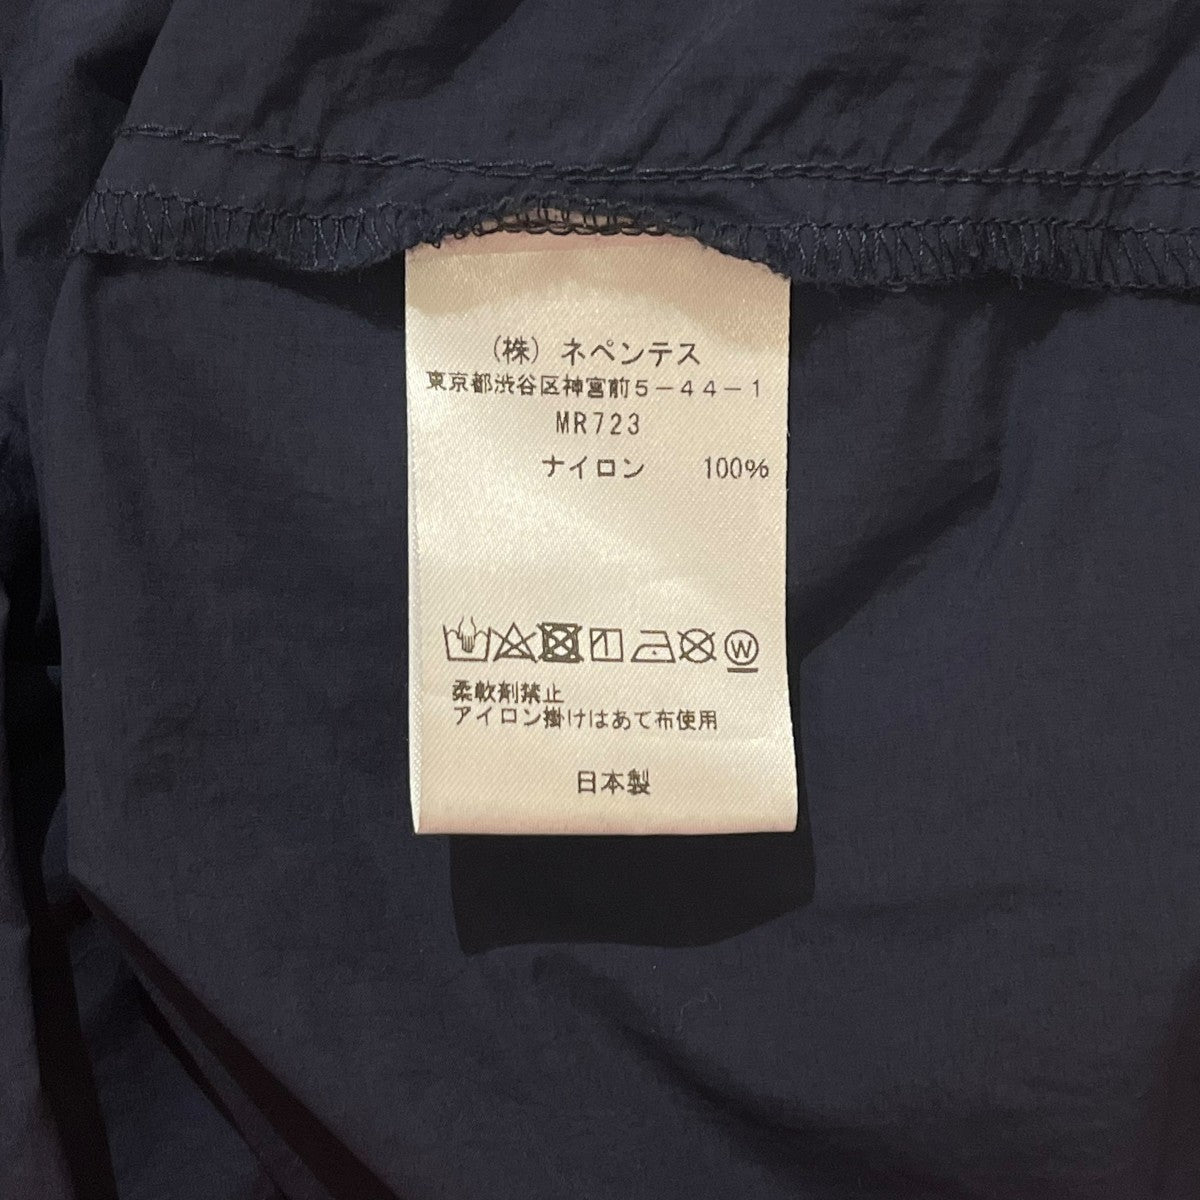 (株)ネペンテス
東京都渋谷区神宮前5-44-1
MR723
ナイロン 100%
W
柔軟剤禁止
アイロン掛けはあて布使用
日本製